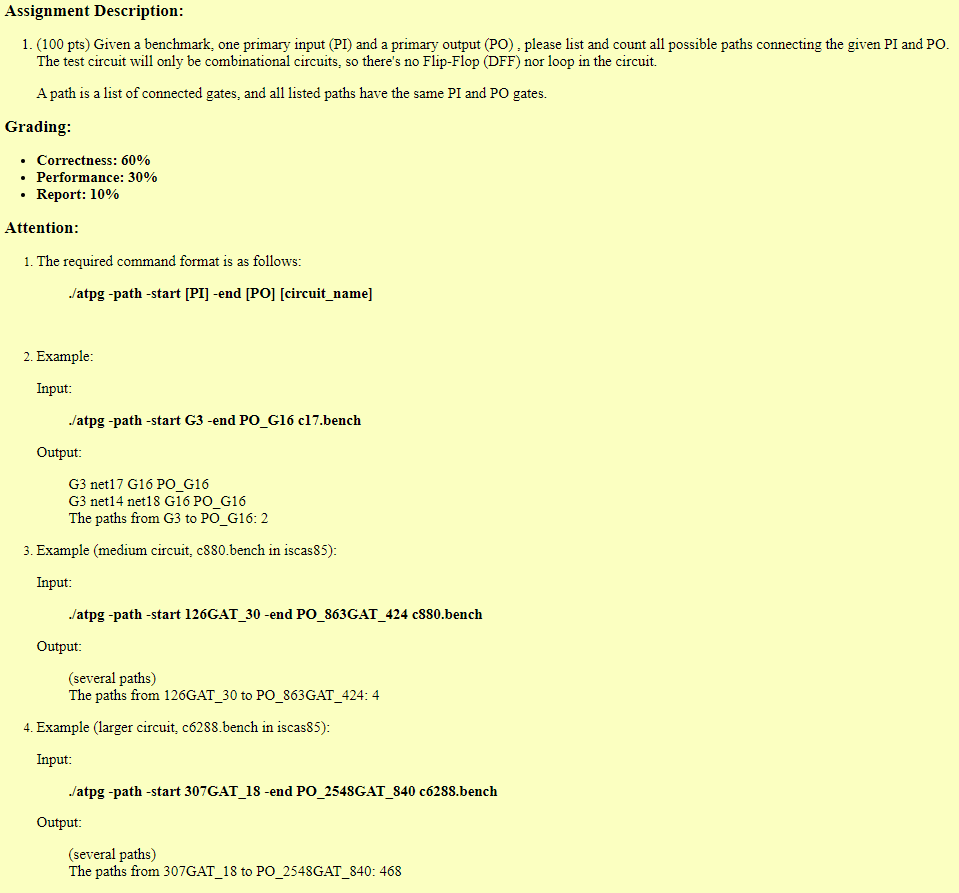 Assignment Description:
1. (100 pts) Given a benchmark, one primary input (PI) and a primary output (PO) , please list and count all possible paths connecting the given PI and PO.
The test circuit will only be combinational circuits, so there's no Flip-Flop (DFF) nor loop in the circuit.
A path is a list of connected gates, and all listed paths have the same PI and PO gates.
Grading:
• Correctness: 60%
• Performance: 30%
• Report: 10%
Attention:
1. The required command format is as follows:
./atpg -path -start [PI] -end [PO] [circuit_name]
2. Example:
Input:
./atpg -path -start G3 -end PO_G16 c17.bench
Output:
G3 net17 G16 PO_G16
G3 net14 net18 G16 PO_G16
The paths from G3 to PO_G16: 2
3. Example (medium circuit, c880.bench in iscas85):
Input:
./atpg -path -start 126GAT_30 -end PO_863GAT_424 c880.bench
Output:
(several paths)
The paths from 126GAT_30 to PO_863GAT_424: 4
4. Example (larger circuit, c6288.bench in iscas85):
Input:
./atpg -path -start 307GAT_18 -end PO_2548GAT_840 c6288.bench
Output:
(several paths)
The paths from 307GAT_18 to PO_2548GAT_840: 468